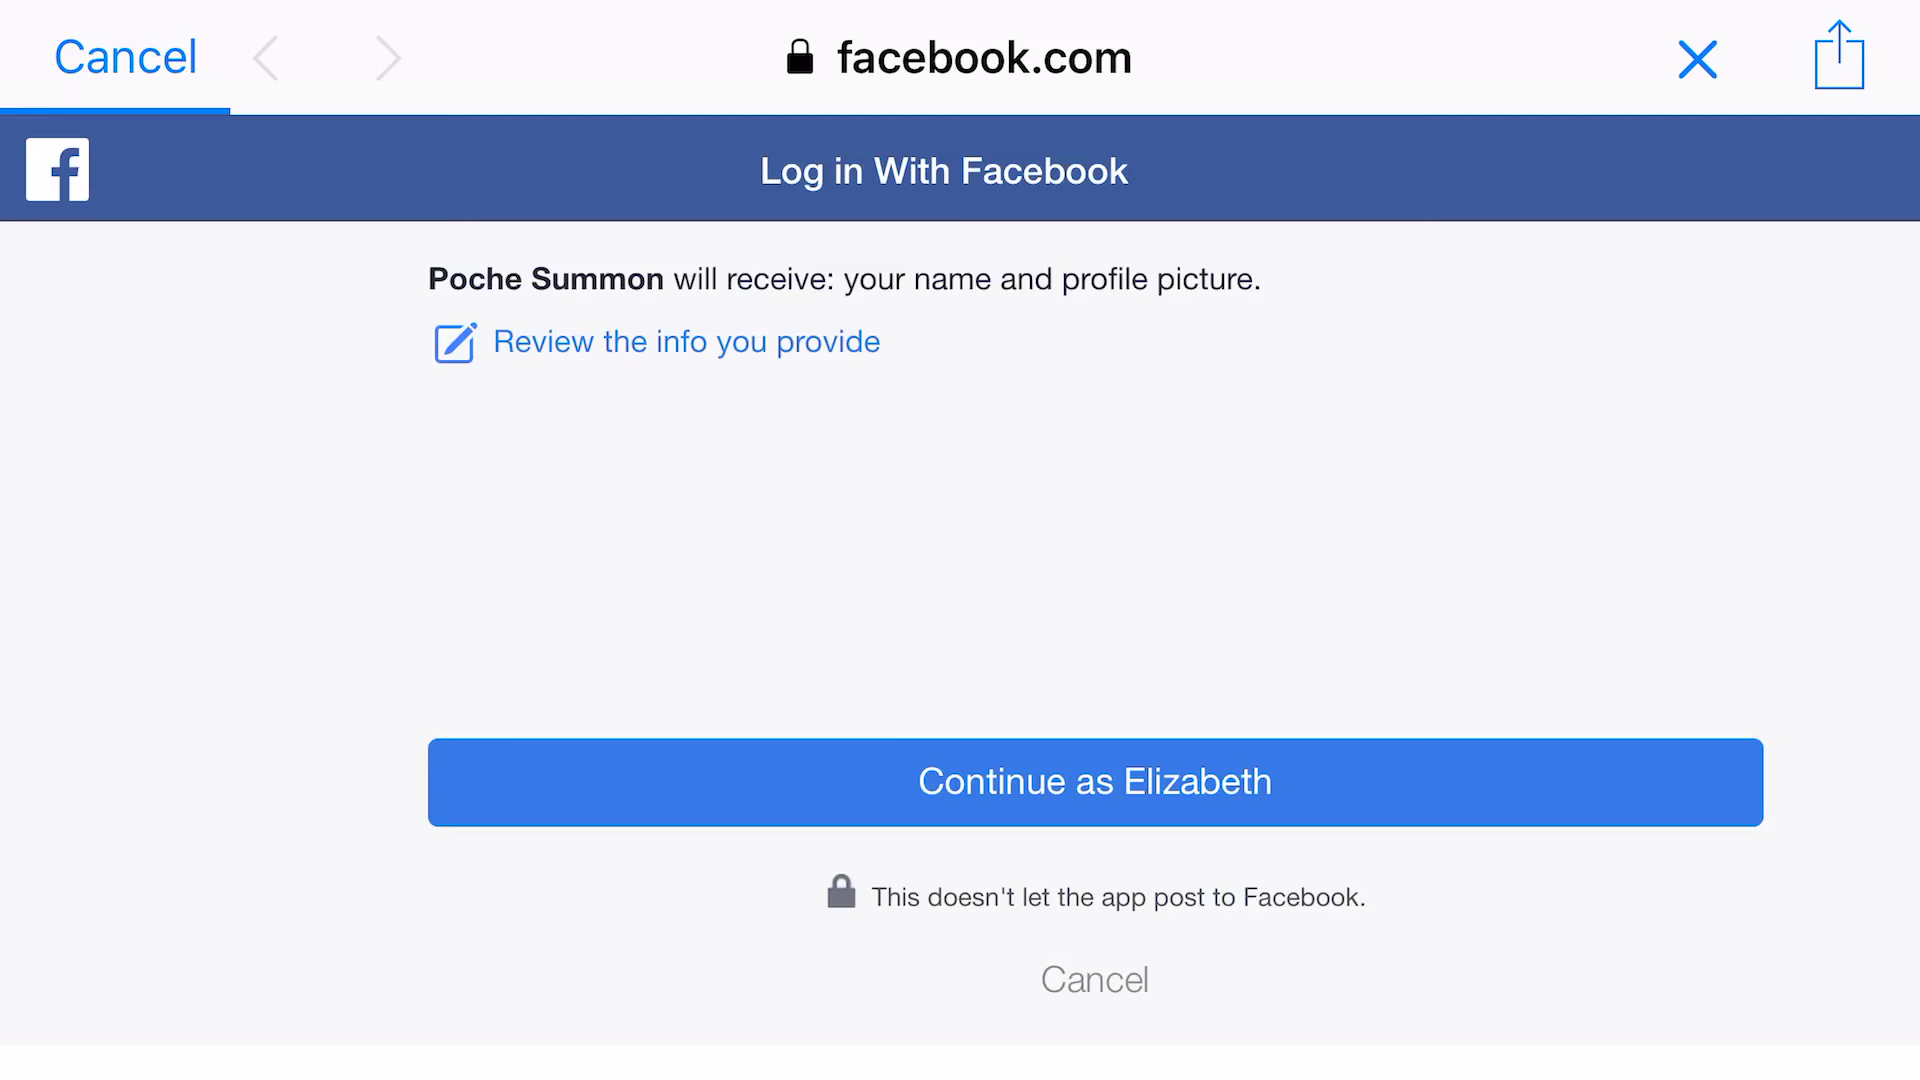 Cancel
facebook.com
Log in With Facebook
Poche Summon will receive: your name and profile picture.
Review the info you provide
Continue as Elizabeth
This doesn't let the app post to Facebook.
Cancel